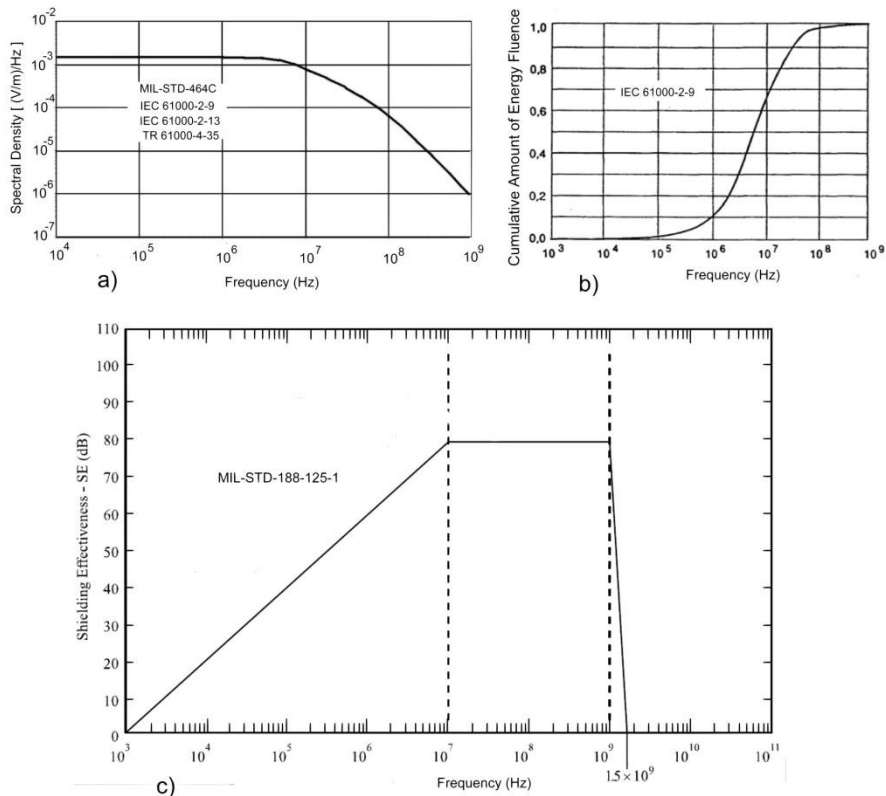 Spectral Density [ (V/m)/Hz ]
10⁻²
10⁻³
10⁻⁴
10⁻⁵
10⁻⁶
10⁻⁷
MIL-STD-464C
IEC 61000-2-9
IEC 61000-2-13
TR 61000-4-35
10⁴ 10⁵ 10⁶ 10⁷ 10⁸ 10⁹
Frequency (Hz)
a)
Cumulative Amount of Energy Fluence
1,0
0,8
0,6
0,4
0,2
0,0
IEC 61000-2-9
10³ 10⁴ 10⁵ 10⁶ 10⁷ 10⁸ 10⁹
Frequency (Hz)
b)
Shielding Effectiveness - SE (dB)
110
100
90
80
70
60
50
40
30
20
10
0
MIL-STD-188-125-1
10³ 10⁴ 10⁵ 10⁶ 10⁷ 10⁸ 10⁹ 10¹⁰ 10¹¹
1.5 × 10⁹
Frequency (Hz)
c)